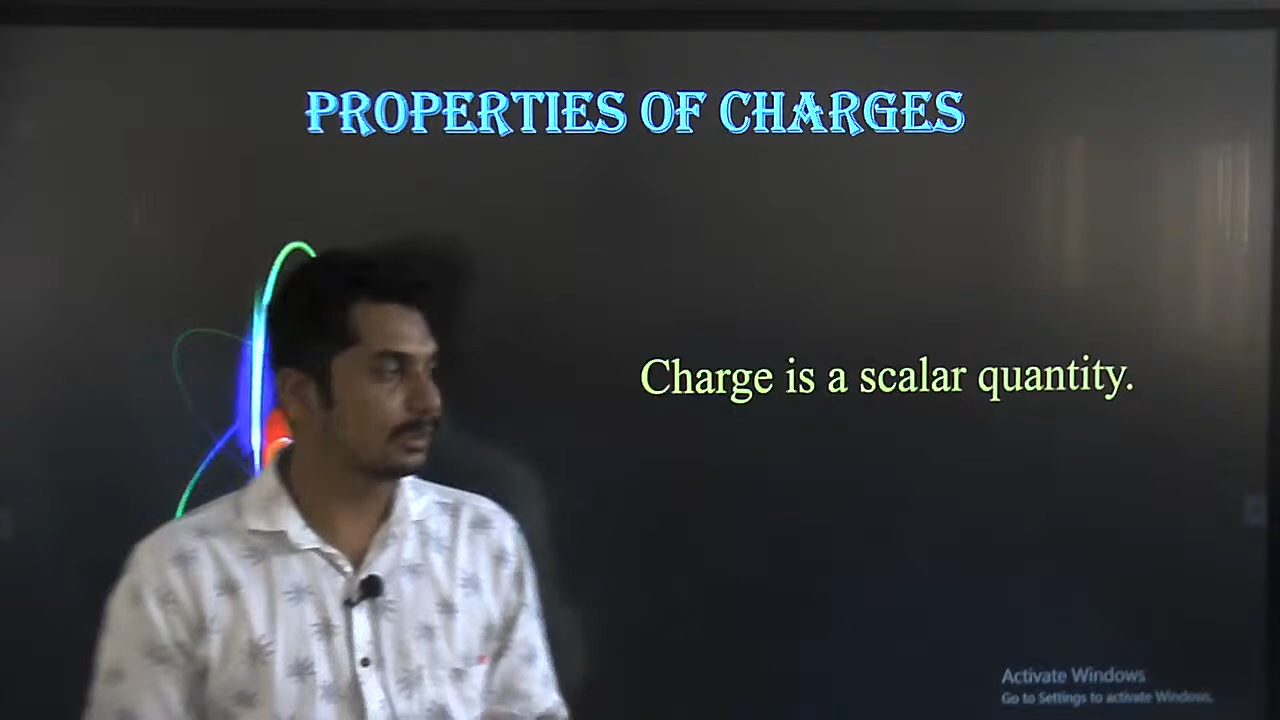 PROPERTIES OF CHARGES
Charge is a scalar quantity.
Activate Windows
Go to Settings to activate Windows.